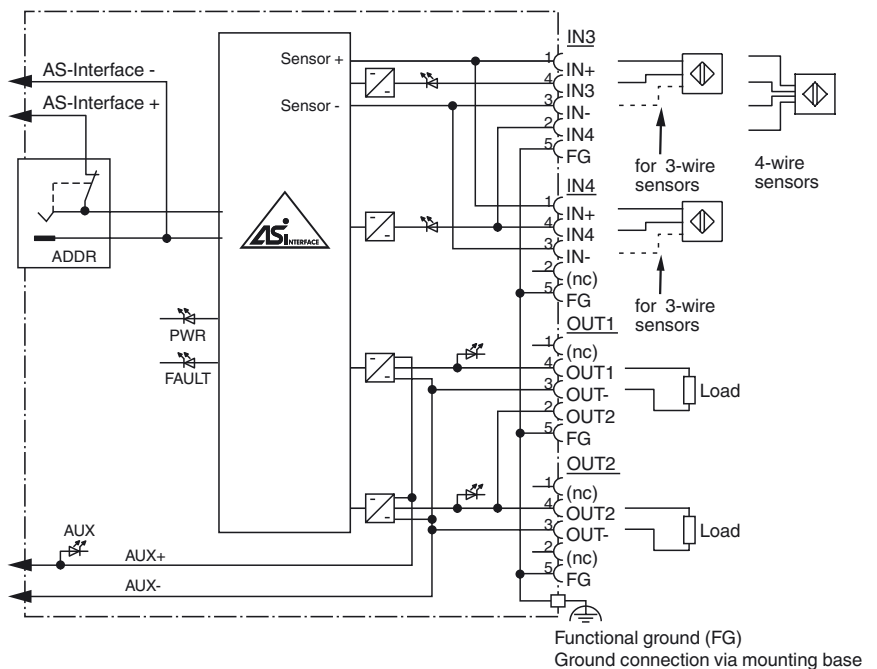 AS-Interface -
AS-Interface +
ADDR
PWR
FAULT
AUX
AUX+
AUX-
Sensor +
Sensor -
ASi INTERFACE
IN3
1 IN+
4 IN3
3 IN-
2 IN4
5 FG
IN4
1 IN+
4 IN4
3 IN-
2 (nc)
5 FG
OUT1
1 (nc)
4 OUT1
3 OUT-
2 OUT2
5 FG
OUT2
1 (nc)
4 OUT2
3 OUT-
2 (nc)
5 FG
for 3-wire
sensors
4-wire
sensors
for 3-wire
sensors
Load
Load
Functional ground (FG)
Ground connection via mounting base